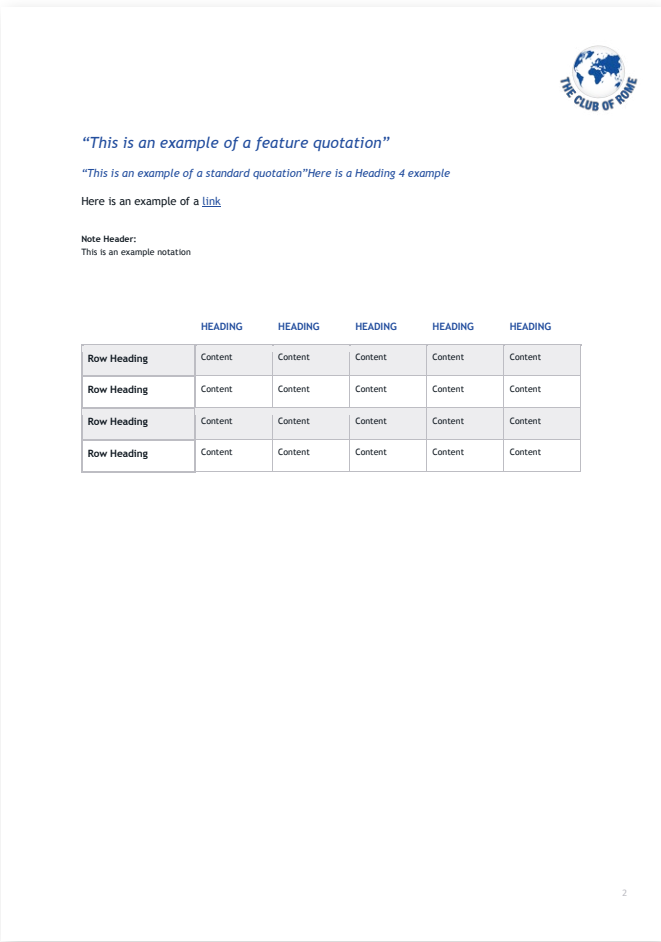 THE CLUB OF ROME
“This is an example of a feature quotation”
“This is an example of a standard quotation”Here is a Heading 4 example
Here is an example of a link
Note Header:
This is an example notation
HEADING HEADING HEADING HEADING HEADING
Row Heading Content Content Content Content Content
Row Heading Content Content Content Content Content
Row Heading Content Content Content Content Content
Row Heading Content Content Content Content Content
2